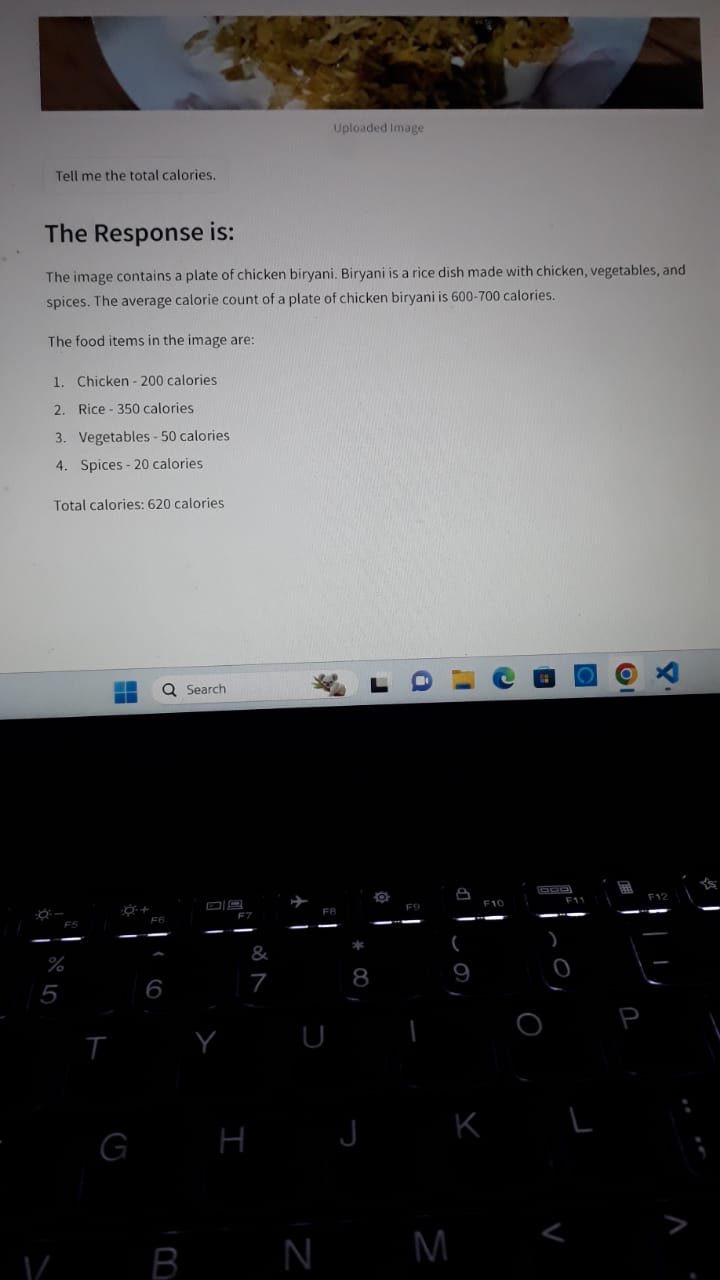 Uploaded Image
Tell me the total calories.
The Response is:
The image contains a plate of chicken biryani. Biryani is a rice dish made with chicken, vegetables, and
spices. The average calorie count of a plate of chicken biryani is 600-700 calories.
The food items in the image are:
1. Chicken - 200 calories
2. Rice - 350 calories
3. Vegetables - 50 calories
4. Spices - 20 calories
Total calories: 620 calories
Search
F5 F6 F7 F8 F9 F10 F11 F12
% ^ & * ( ) _
5 6 7 8 9 0 -
T Y U I O P
G H J K L : ;
V B N M < >